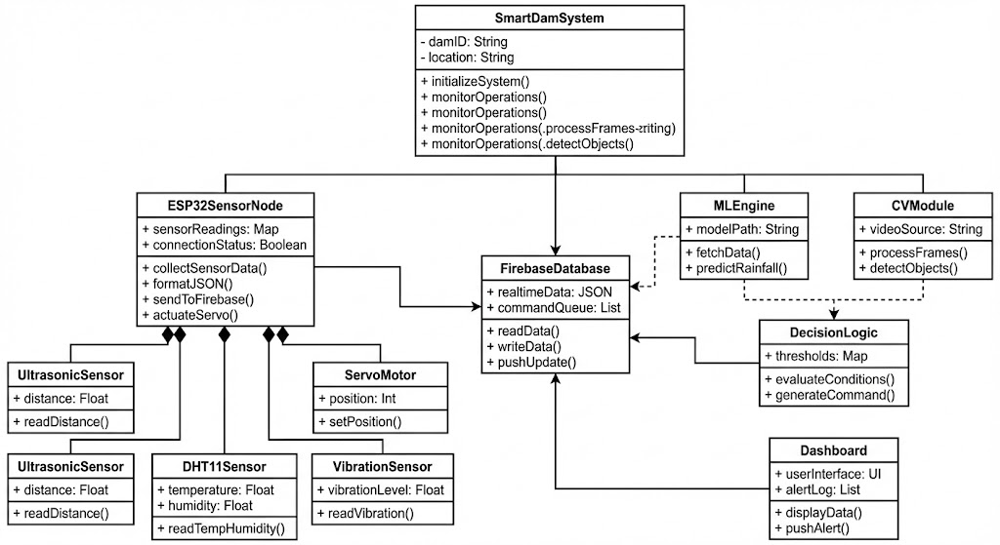 SmartDamSystem
- damID: String
- location: String
+ initializeSystem()
+ monitorOperations()
+ monitorOperations()
+ monitorOperations(.processFrames-riting)
+ monitorOperations(.detectObjects()
ESP32SensorNode
+ sensorReadings: Map
+ connectionStatus: Boolean
+ collectSensorData()
+ formatJSON()
+ sendToFirebase()
+ actuateServo()
MLEngine
+ modelPath: String
+ fetchData()
+ predictRainfall()
CVModule
+ videoSource: String
+ processFrames()
+ detectObjects()
FirebaseDatabase
+ realtimeData: JSON
+ commandQueue: List
+ readData()
+ writeData()
+ pushUpdate()
DecisionLogic
+ thresholds: Map
+ evaluateConditions()
+ generateCommand()
UltrasonicSensor
+ distance: Float
+ readDistance()
ServoMotor
+ position: Int
+ setPosition()
UltrasonicSensor
+ distance: Float
+ readDistance()
DHT11Sensor
+ temperature: Float
+ humidity: Float
+ readTempHumidity()
VibrationSensor
+ vibrationLevel: Float
+ readVibration()
Dashboard
+ userInterface: UI
+ alertLog: List
+ displayData()
+ pushAlert()